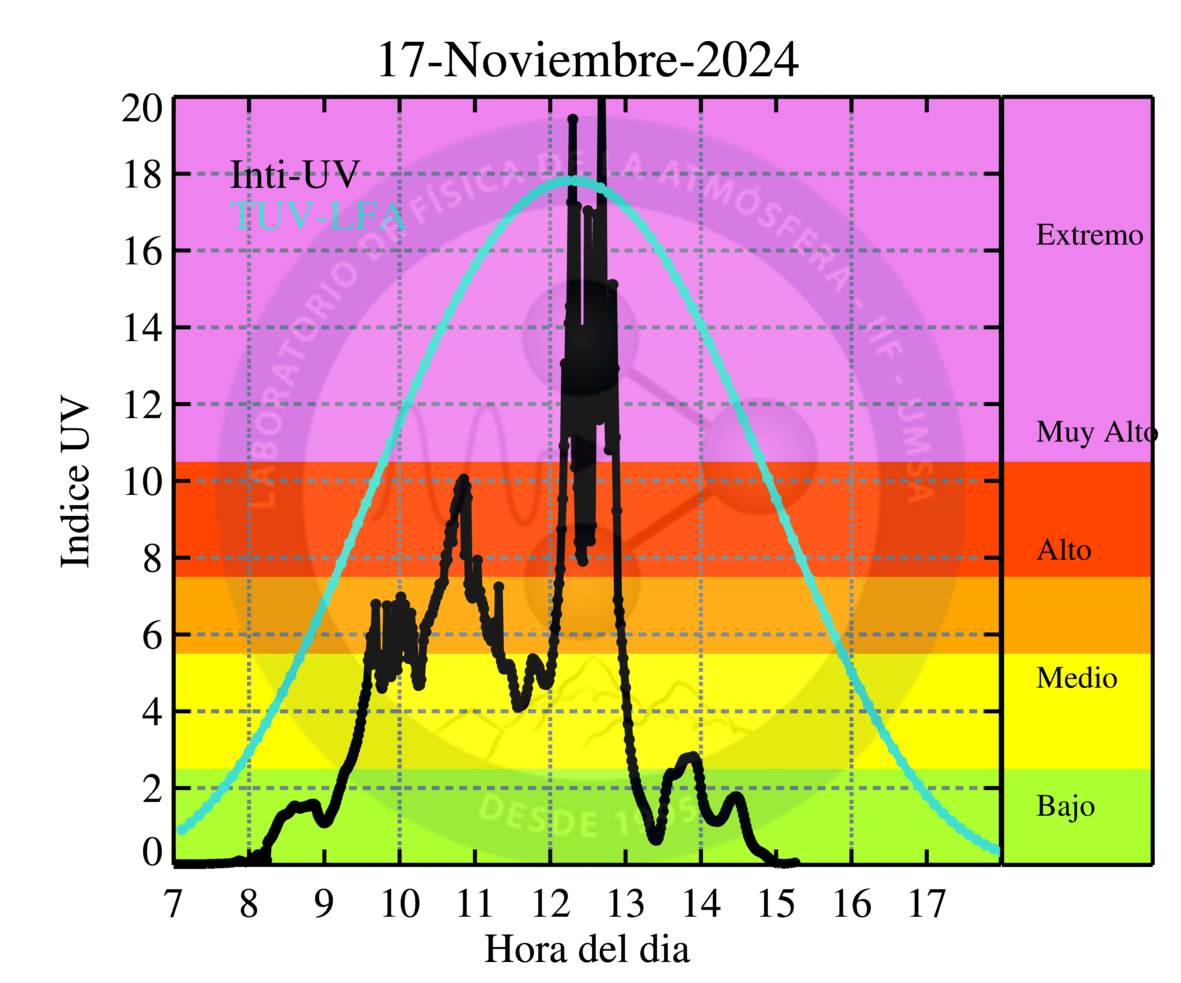 17-Noviembre-2024
Inti-UV
TUV-LFA
LABORATORIO DE FÍSICA DE LA ATMÓSFERA - IIF - UMSA
DESDE 1995
Extremo
Muy Alto
Alto
Medio
Bajo
Indice UV
20
18
16
14
12
10
8
6
4
2
0
7 8 9 10 11 12 13 14 15 16 17
Hora del dia